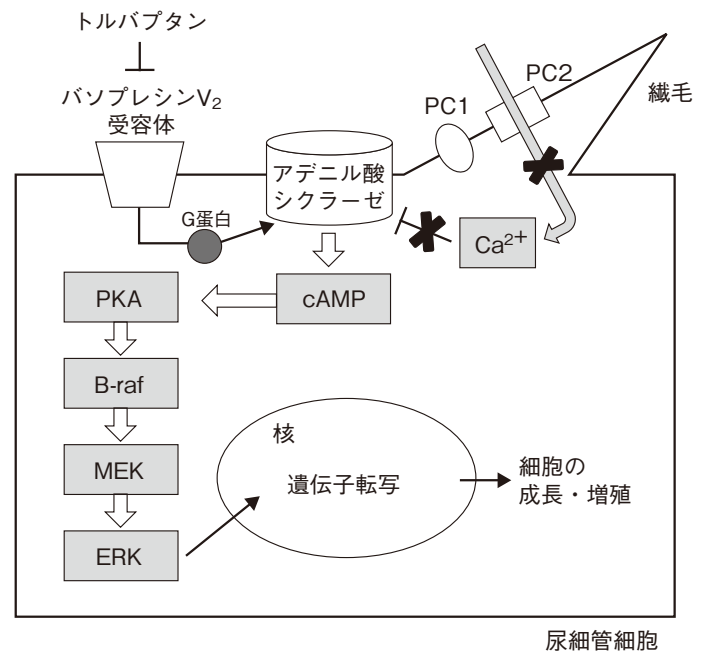 トルバプタン
バソプレシンV₂
受容体
PC1
PC2
繊毛
アデニル酸
シクラーゼ
G蛋白
Ca²⁺
PKA
cAMP
B-raf
MEK
ERK
核
遺伝子転写
細胞の
成長・増殖
尿細管細胞